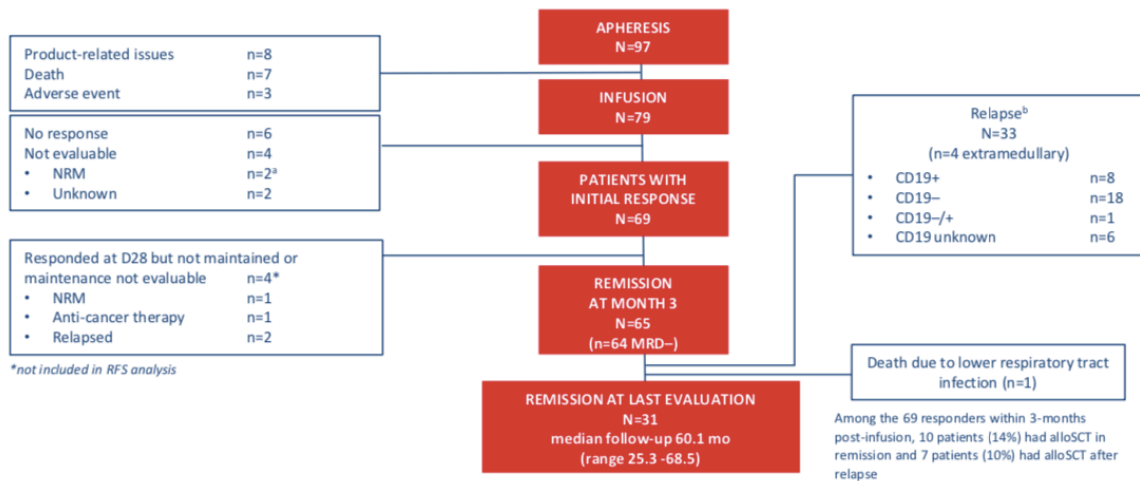 APHERESIS
N=97
Product-related issues n=8
Death n=7
Adverse event n=3
INFUSION
N=79
No response n=6
Not evaluable n=4
• NRM n=2ᵃ
• Unknown n=2
PATIENTS WITH
INITIAL RESPONSE
N=69
Relapseᵇ
N=33
(n=4 extramedullary)
• CD19+ n=8
• CD19– n=18
• CD19–/+ n=1
• CD19 unknown n=6
Responded at D28 but not maintained or
maintenance not evaluable n=4*
• NRM n=1
• Anti-cancer therapy n=1
• Relapsed n=2
*not included in RFS analysis
REMISSION
AT MONTH 3
N=65
(n=64 MRD–)
Death due to lower respiratory tract
infection (n=1)
REMISSION AT LAST EVALUATION
N=31
median follow-up 60.1 mo
(range 25.3 -68.5)
Among the 69 responders within 3-months
post-infusion, 10 patients (14%) had alloSCT in
remission and 7 patients (10%) had alloSCT after
relapse